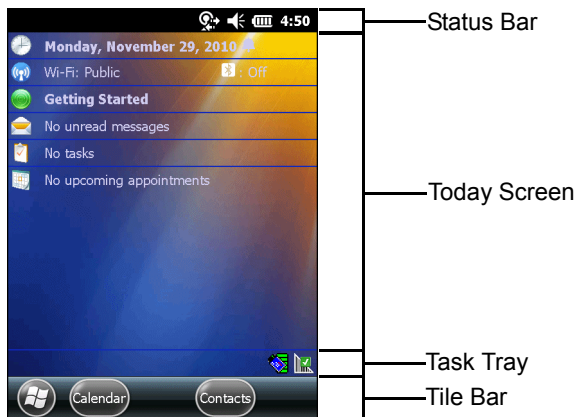 4:50
Status Bar
Monday, November 29, 2010
Wi-Fi: Public : Off
Getting Started
No unread messages
No tasks
No upcoming appointments
Today Screen
Task Tray
Calendar Contacts
Tile Bar